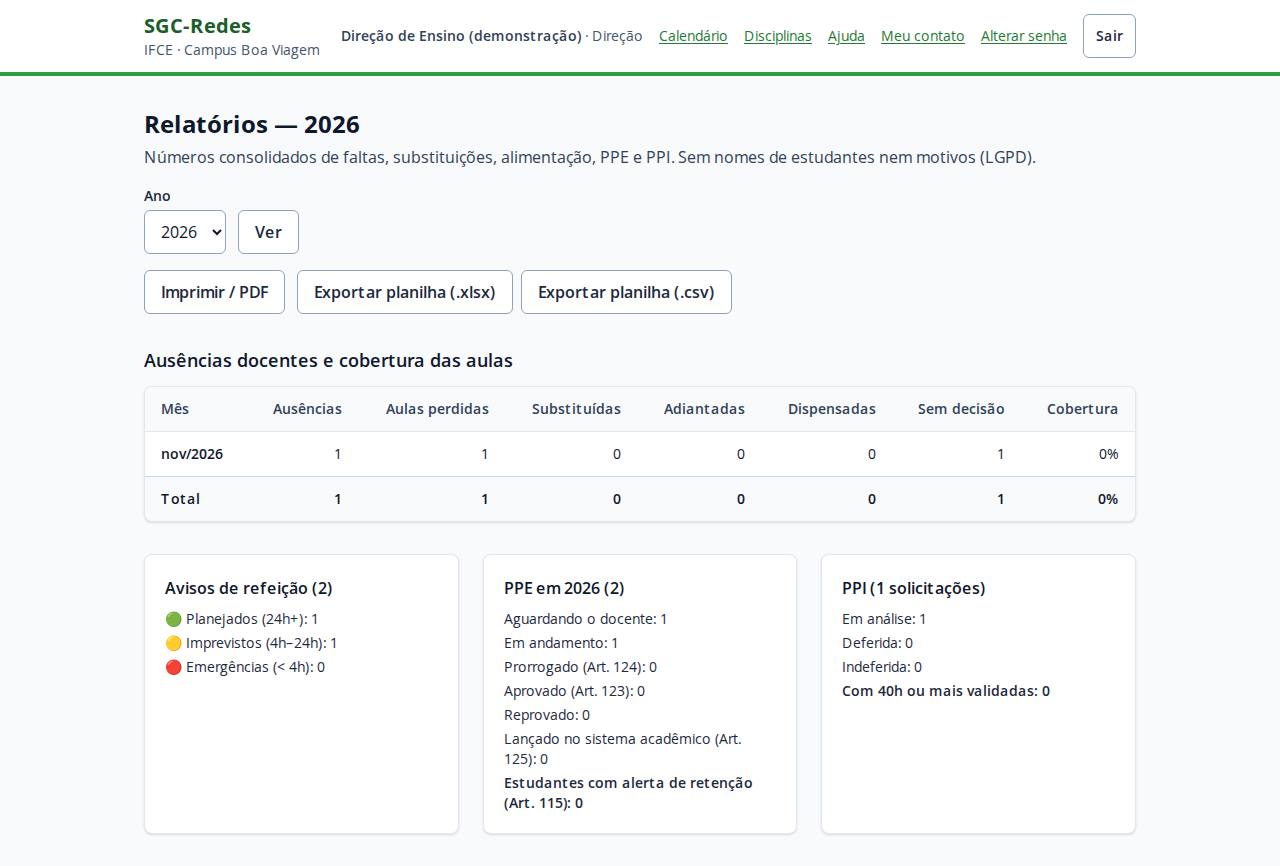 SGC-Redes
IFCE · Campus Boa Viagem
Direção de Ensino (demonstração) · Direção Calendário Disciplinas Ajuda Meu contato Alterar senha Sair
Relatórios — 2026
Números consolidados de faltas, substituições, alimentação, PPE e PPI. Sem nomes de estudantes nem motivos (LGPD).
Ano
2026 Ver
Imprimir / PDF Exportar planilha (.xlsx) Exportar planilha (.csv)
Ausências docentes e cobertura das aulas
Mês Ausências Aulas perdidas Substituídas Adiantadas Dispensadas Sem decisão Cobertura
nov/2026 1 1 0 0 0 1 0%
Total 1 1 0 0 0 1 0%
Avisos de refeição (2)
🟢 Planejados (24h+): 1
🟡 Imprevistos (4h–24h): 1
🔴 Emergências (< 4h): 0
PPE em 2026 (2)
Aguardando o docente: 1
Em andamento: 1
Prorrogado (Art. 124): 0
Aprovado (Art. 123): 0
Reprovado: 0
Lançado no sistema acadêmico (Art.
125): 0
Estudantes com alerta de retenção
(Art. 115): 0
PPI (1 solicitações)
Em análise: 1
Deferida: 0
Indeferida: 0
Com 40h ou mais validadas: 0